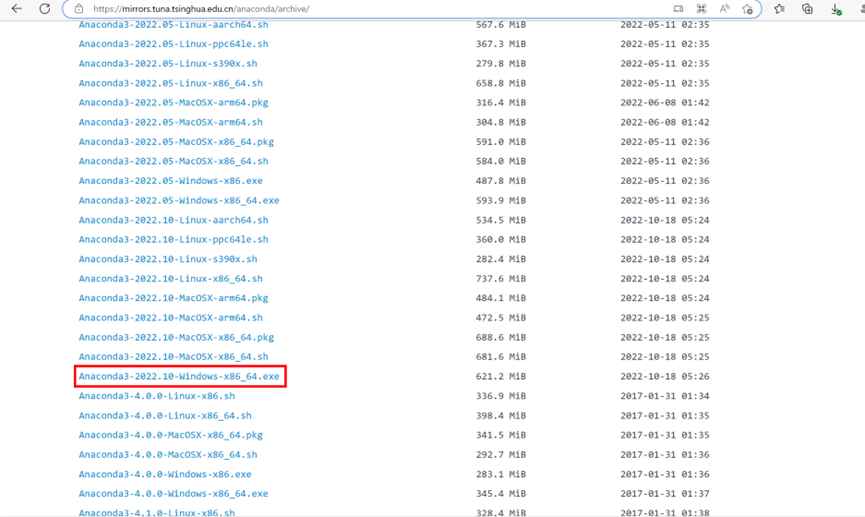 https://mirrors.tuna.tsinghua.edu.cn/anaconda/archive/
Anaconda3-2022.05-Linux-aarch64.sh 567.6 MiB 2022-05-11 02:35
Anaconda3-2022.05-Linux-ppc64le.sh 367.3 MiB 2022-05-11 02:35
Anaconda3-2022.05-Linux-s390x.sh 279.8 MiB 2022-05-11 02:35
Anaconda3-2022.05-Linux-x86_64.sh 658.8 MiB 2022-05-11 02:35
Anaconda3-2022.05-MacOSX-arm64.pkg 316.4 MiB 2022-06-08 01:42
Anaconda3-2022.05-MacOSX-arm64.sh 304.8 MiB 2022-06-08 01:42
Anaconda3-2022.05-MacOSX-x86_64.pkg 591.0 MiB 2022-05-11 02:36
Anaconda3-2022.05-MacOSX-x86_64.sh 584.0 MiB 2022-05-11 02:36
Anaconda3-2022.05-Windows-x86.exe 487.8 MiB 2022-05-11 02:36
Anaconda3-2022.05-Windows-x86_64.exe 593.9 MiB 2022-05-11 02:36
Anaconda3-2022.10-Linux-aarch64.sh 534.5 MiB 2022-10-18 05:24
Anaconda3-2022.10-Linux-ppc64le.sh 360.0 MiB 2022-10-18 05:24
Anaconda3-2022.10-Linux-s390x.sh 282.4 MiB 2022-10-18 05:24
Anaconda3-2022.10-Linux-x86_64.sh 737.6 MiB 2022-10-18 05:24
Anaconda3-2022.10-MacOSX-arm64.pkg 484.1 MiB 2022-10-18 05:24
Anaconda3-2022.10-MacOSX-arm64.sh 472.5 MiB 2022-10-18 05:25
Anaconda3-2022.10-MacOSX-x86_64.pkg 688.6 MiB 2022-10-18 05:25
Anaconda3-2022.10-MacOSX-x86_64.sh 681.6 MiB 2022-10-18 05:25
Anaconda3-2022.10-Windows-x86_64.exe 621.2 MiB 2022-10-18 05:26
Anaconda3-4.0.0-Linux-x86.sh 336.9 MiB 2017-01-31 01:34
Anaconda3-4.0.0-Linux-x86_64.sh 398.4 MiB 2017-01-31 01:35
Anaconda3-4.0.0-MacOSX-x86_64.pkg 341.5 MiB 2017-01-31 01:35
Anaconda3-4.0.0-MacOSX-x86_64.sh 292.7 MiB 2017-01-31 01:36
Anaconda3-4.0.0-Windows-x86.exe 283.1 MiB 2017-01-31 01:36
Anaconda3-4.0.0-Windows-x86_64.exe 345.4 MiB 2017-01-31 01:37
Anaconda3-4.1.0-Linux-x86.sh 328.4 MiB 2017-01-31 01:38